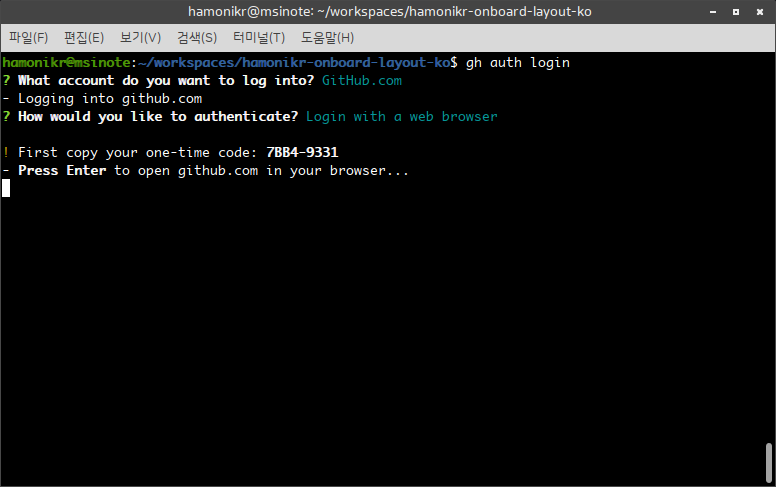 hamonikr@msinote: ~/workspaces/hamonikr-onboard-layout-ko
파일(F) 편집(E) 보기(V) 검색(S) 터미널(T) 도움말(H)
hamonikr@msinote:~/workspaces/hamonikr-onboard-layout-ko$ gh auth login
? What account do you want to log into? GitHub.com
- Logging into github.com
? How would you like to authenticate? Login with a web browser
! First copy your one-time code: 7BB4-9331
- Press Enter to open github.com in your browser...